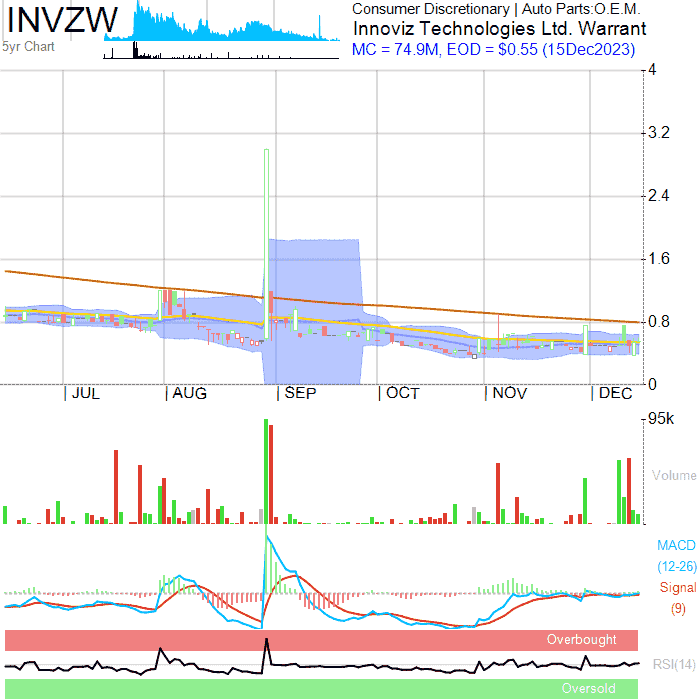 INVZW
5yr Chart
Consumer Discretionary | Auto Parts:O.E.M.
Innoviz Technologies Ltd. Warrant
MC = 74.9M, EOD = $0.55 (15Dec2023)
4
3.2
2.4
1.6
0.8
0
JUL
AUG
SEP
OCT
NOV
DEC
95k
Volume
MACD
(12-26)
Signal
(9)
Overbought
RSI(14)
Oversold